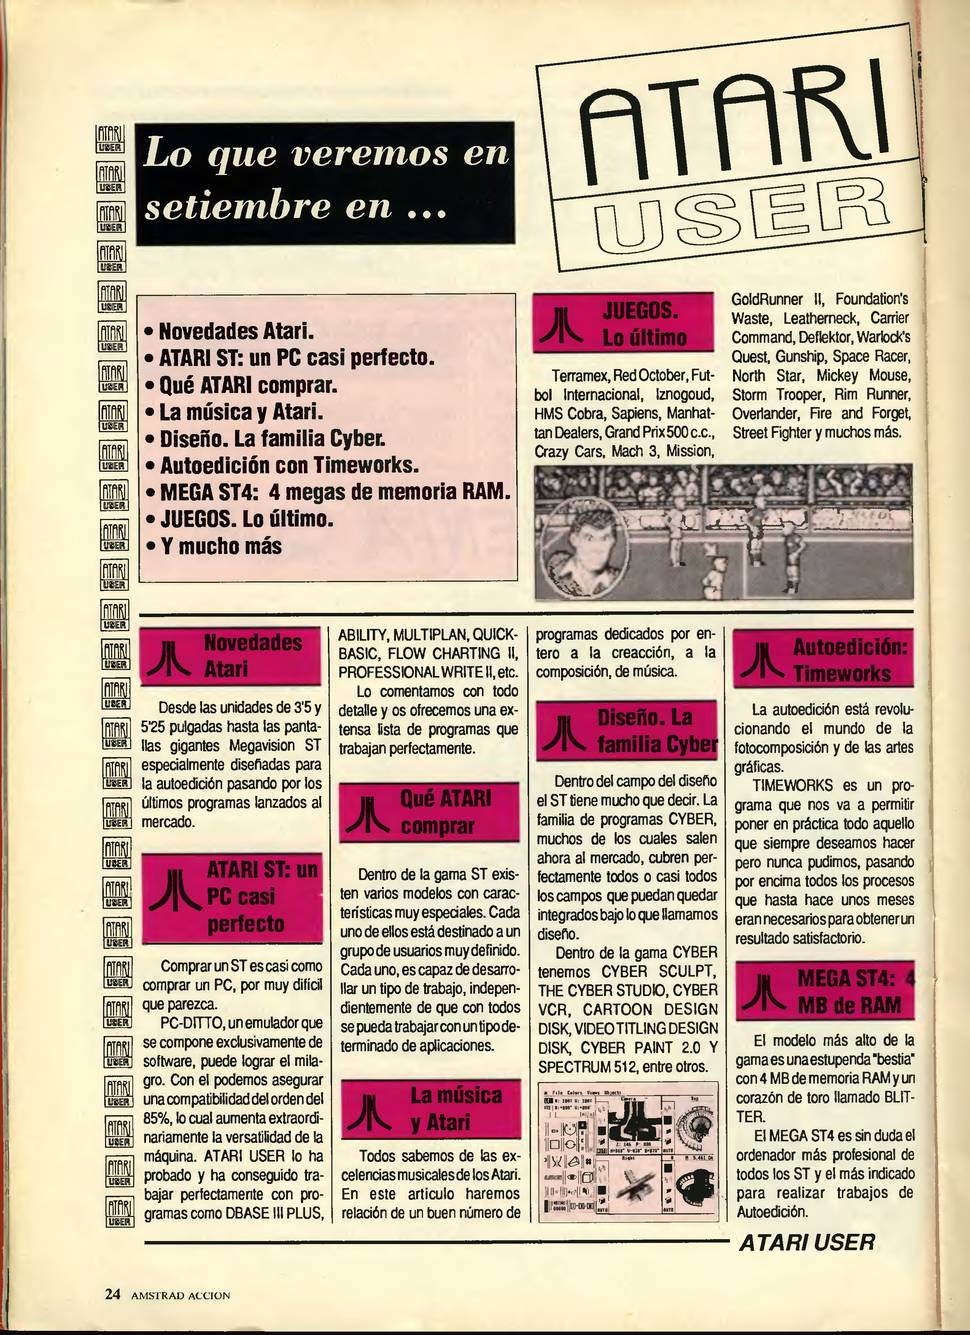 ATARI
USER
Lo que veremos en
setiembre en ...
• Novedades Atari.
• ATARI ST: un PC casi perfecto.
• Qué ATARI comprar.
• La música y Atari.
• Diseño. La familia Cyber.
• Autoedición con Timeworks.
• MEGA ST4: 4 megas de memoria RAM.
• JUEGOS. Lo último.
• Y mucho más
JUEGOS.
Lo último
Terramex, Red October, Fut-
bol Internacional, Iznogoud,
HMS Cobra, Sapiens, Manhat-
tan Dealers, Grand Prix 500 c.c.,
Crazy Cars, Mach 3, Mission,
GoldRunner II, Foundation's
Waste, Leatherneck, Carrier
Command, Deflektor, Warlock's
Quest, Gunship, Space Racer,
North Star, Mickey Mouse,
Storm Trooper, Rim Runner,
Overlander, Fire and Forget,
Street Fighter y muchos más.
Novedades
Atari
Desde las unidades de 3'5 y
5'25 pulgadas hasta las panta-
llas gigantes Megavision ST
especialmente diseñadas para
la autoedición pasando por los
últimos programas lanzados al
mercado.
ATARI ST: un
PC casi
perfecto
Comprar un ST es casi como
comprar un PC, por muy difícil
que parezca.
PC-DITTO, un emulador que
se compone exclusivamente de
software, puede lograr el mila-
gro. Con el podemos asegurar
una compatibilidad del orden del
85%, lo cual aumenta extraordi-
nariamente la versatilidad de la
máquina. ATARI USER lo ha
probado y ha conseguido tra-
bajar perfectamente con pro-
gramas como DBASE III PLUS,
ABILITY, MULTIPLAN, QUICK-
BASIC, FLOW CHARTING II,
PROFESSIONAL WRITE II, etc.
Lo comentamos con todo
detalle y os ofrecemos una ex-
tensa lista de programas que
trabajan perfectamente.
Qué ATARI
comprar
Dentro de la gama ST exis-
ten varios modelos con carac-
terísticas muy especiales. Cada
uno de ellos está destinado a un
grupo de usuarios muy definido.
Cada uno, es capaz de desarro-
llar un tipo de trabajo, indepen-
dientemente de que con todos
se pueda trabajar con un tipo de-
terminado de aplicaciones.
La música
y Atari
Todos sabemos de las ex-
celencias musicales de los Atari.
En este articulo haremos
relación de un buen número de
programas dedicados por en-
tero a la creacción, a la
composición, de música.
Diseño. La
familia Cyber
Dentro del campo del diseño
el ST tiene mucho que decir. La
familia de programas CYBER,
muchos de los cuales salen
ahora al mercado, cubren per-
fectamente todos o casi todos
los campos que puedan quedar
integrados bajo lo que llamamos
diseño.
Dentro de la gama CYBER
tenemos CYBER SCULPT,
THE CYBER STUDIO, CYBER
VCR, CARTOON DESIGN
DISK, VIDEO TITLING DESIGN
DISK, CYBER PAINT 2.0 Y
SPECTRUM 512, entre otros.
File Colors Views Objects
Camera
Top
Right
Autoedición:
Timeworks
La autoedición está revolu-
cionando el mundo de la
fotocomposición y de las artes
gráficas.
TIMEWORKS es un pro-
grama que nos va a permitir
poner en práctica todo aquello
que siempre deseamos hacer
pero nunca pudimos, pasando
por encima todos los procesos
que hasta hace unos meses
eran necesarios para obtener un
resultado satisfactorio.
MEGA ST4: 4
MB de RAM
El modelo más alto de la
gama es una estupenda "bestia"
con 4 MB de memoria RAM y un
corazón de toro llamado BLIT-
TER.
El MEGA ST4 es sin duda el
ordenador más profesional de
todos los ST y el más indicado
para realizar trabajos de
Autoedición.
ATARI USER
24 AMSTRAD ACCION